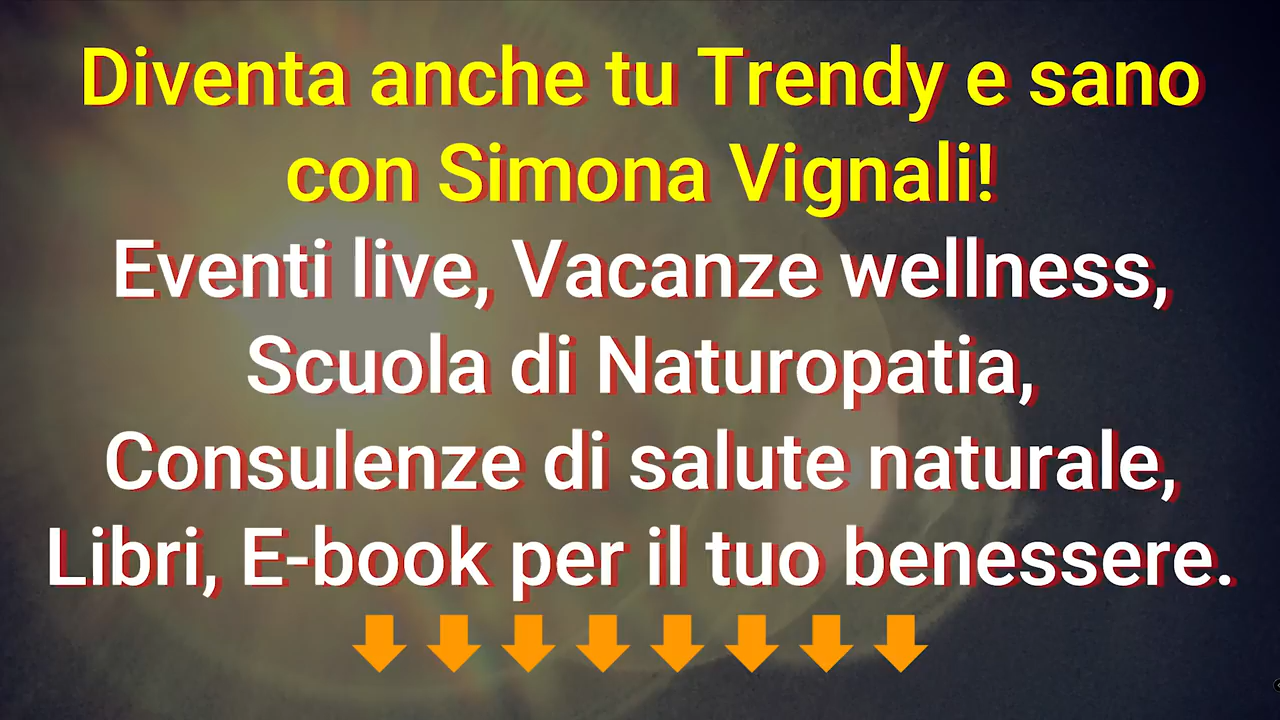 Diventa anche tu Trendy e sano
con Simona Vignali!
Eventi live, Vacanze wellness,
Scuola di Naturopatia,
Consulenze di salute naturale,
Libri, E-book per il tuo benessere.